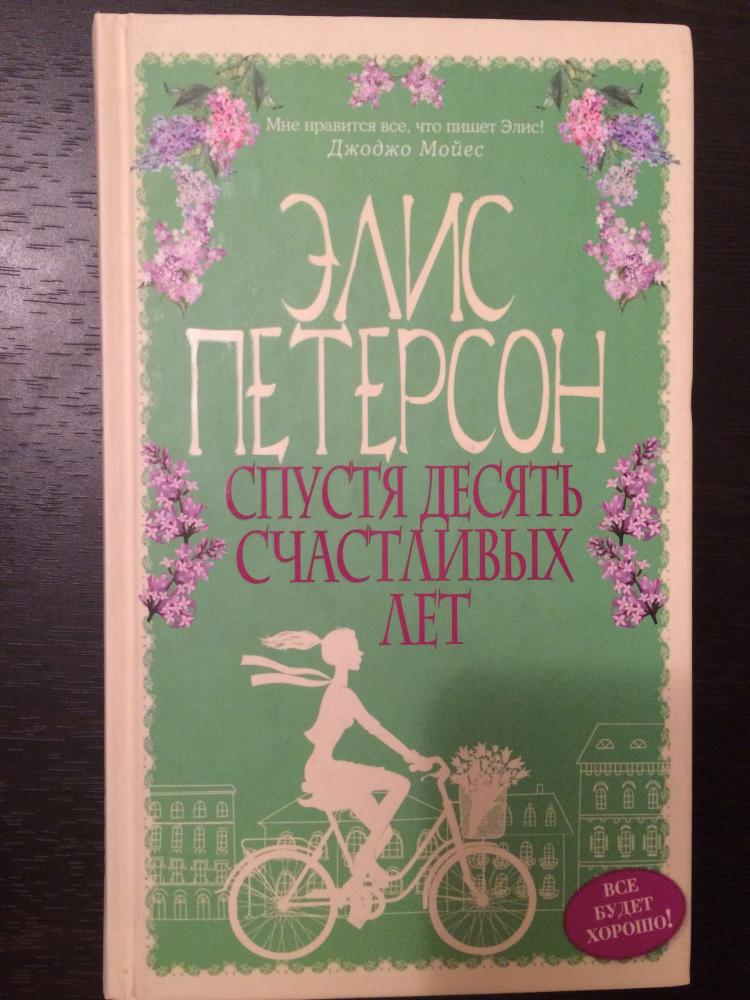 Мне нравится все, что пишет Элис!
Джоджо Мойес
ЭЛИС
ПЕТЕРСОН
СПУСТЯ ДЕСЯТЬ
СЧАСТЛИВЫХ
ЛЕТ
ВСЕ
БУДЕТ
ХОРОШО!